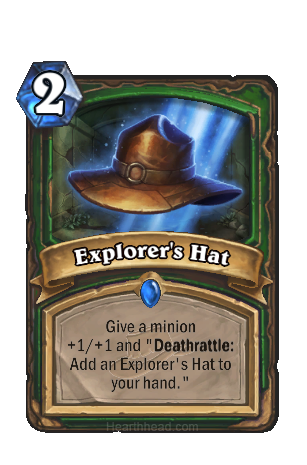 2
Explorer's Hat
Give a minion
+1/+1 and "Deathrattle:
Add an Explorer's Hat to
your hand."
Hearthhead.com